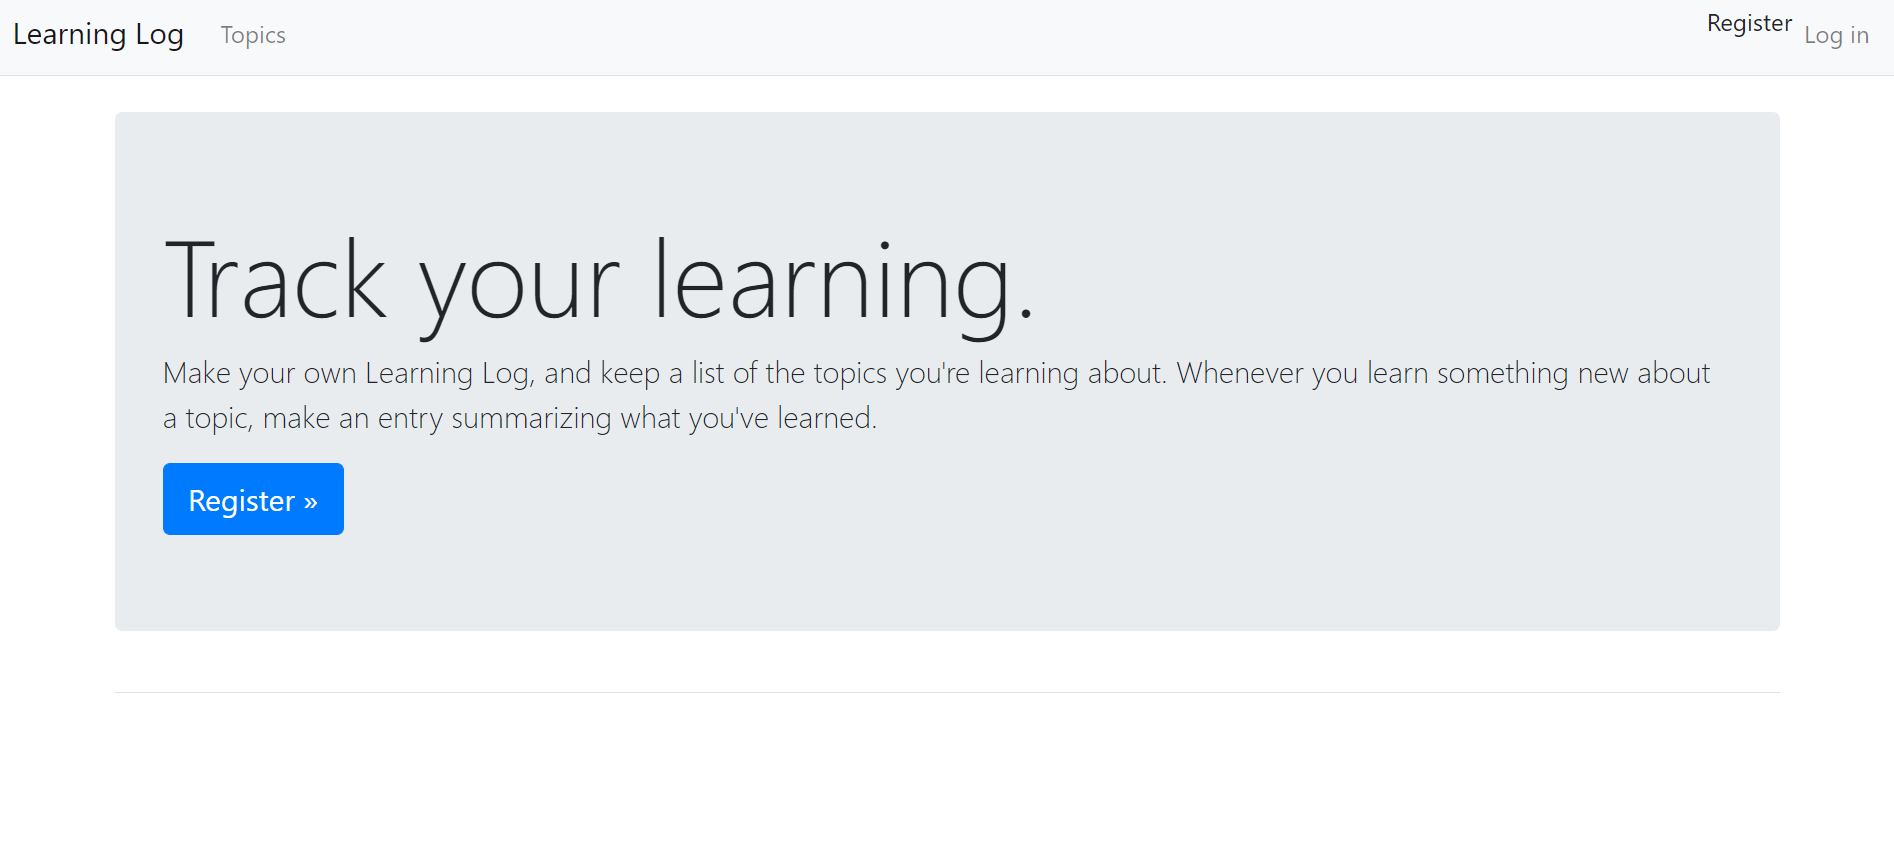 Learning Log Topics Register Log in
Track your learning.
Make your own Learning Log, and keep a list of the topics you're learning about. Whenever you learn something new about
a topic, make an entry summarizing what you've learned.
Register »